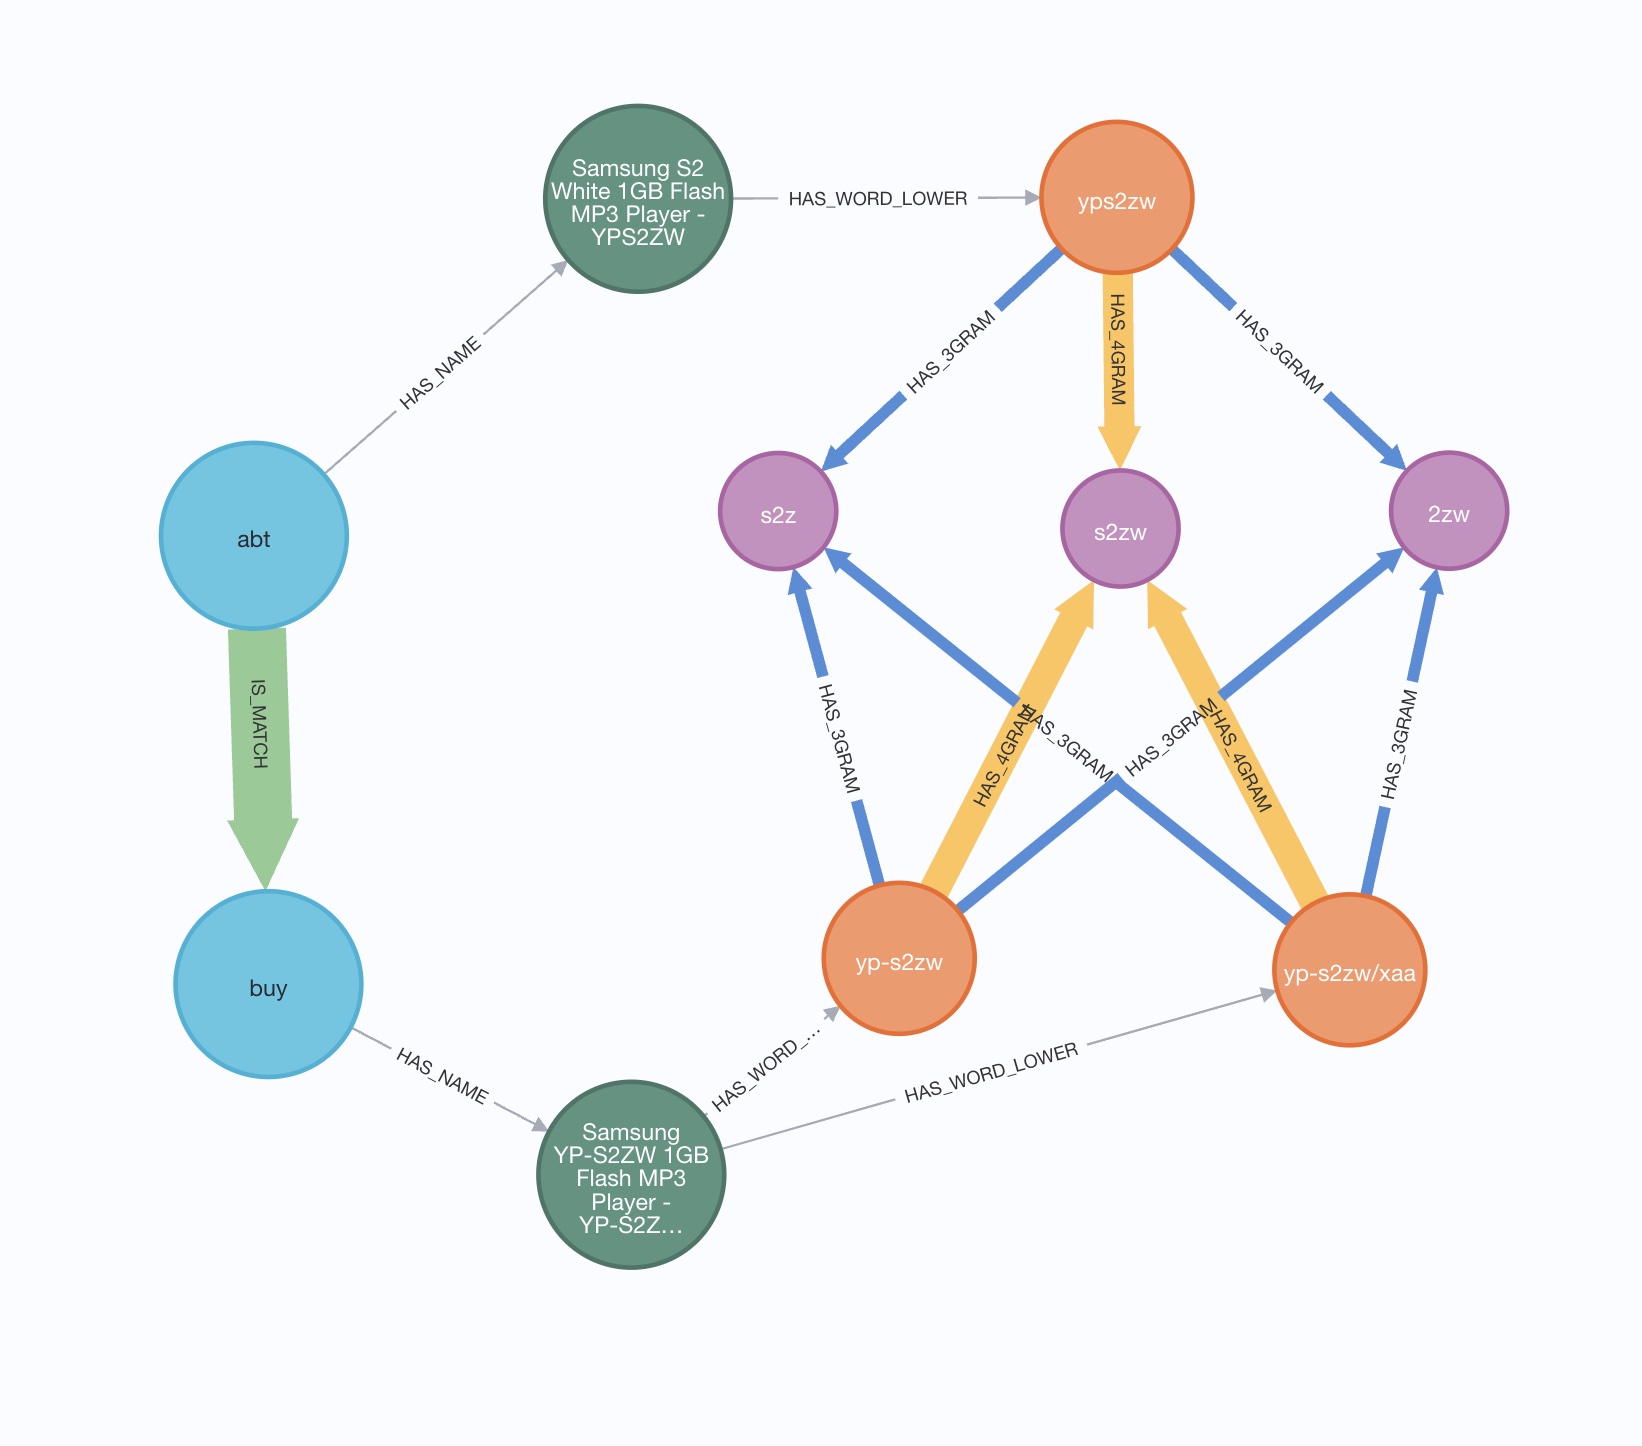 Samsung S2
White 1GB Flash
MP3 Player -
YPS2ZW
HAS_WORD_LOWER
yps2zw
HAS_NAME
HAS_3GRAM
HAS_4GRAM
HAS_3GRAM
abt
s2z
s2zw
2zw
IS_MATCH
HAS_3GRAM
HAS_4GRAM
HAS_3GRAM
HAS_3GRAM
HAS_4GRAM
HAS_3GRAM
buy
yp-s2zw
yp-s2zw/xaa
HAS_NAME
HAS_WORD_...
HAS_WORD_LOWER
Samsung
YP-S2ZW 1GB
Flash MP3
Player -
YP-S2Z...